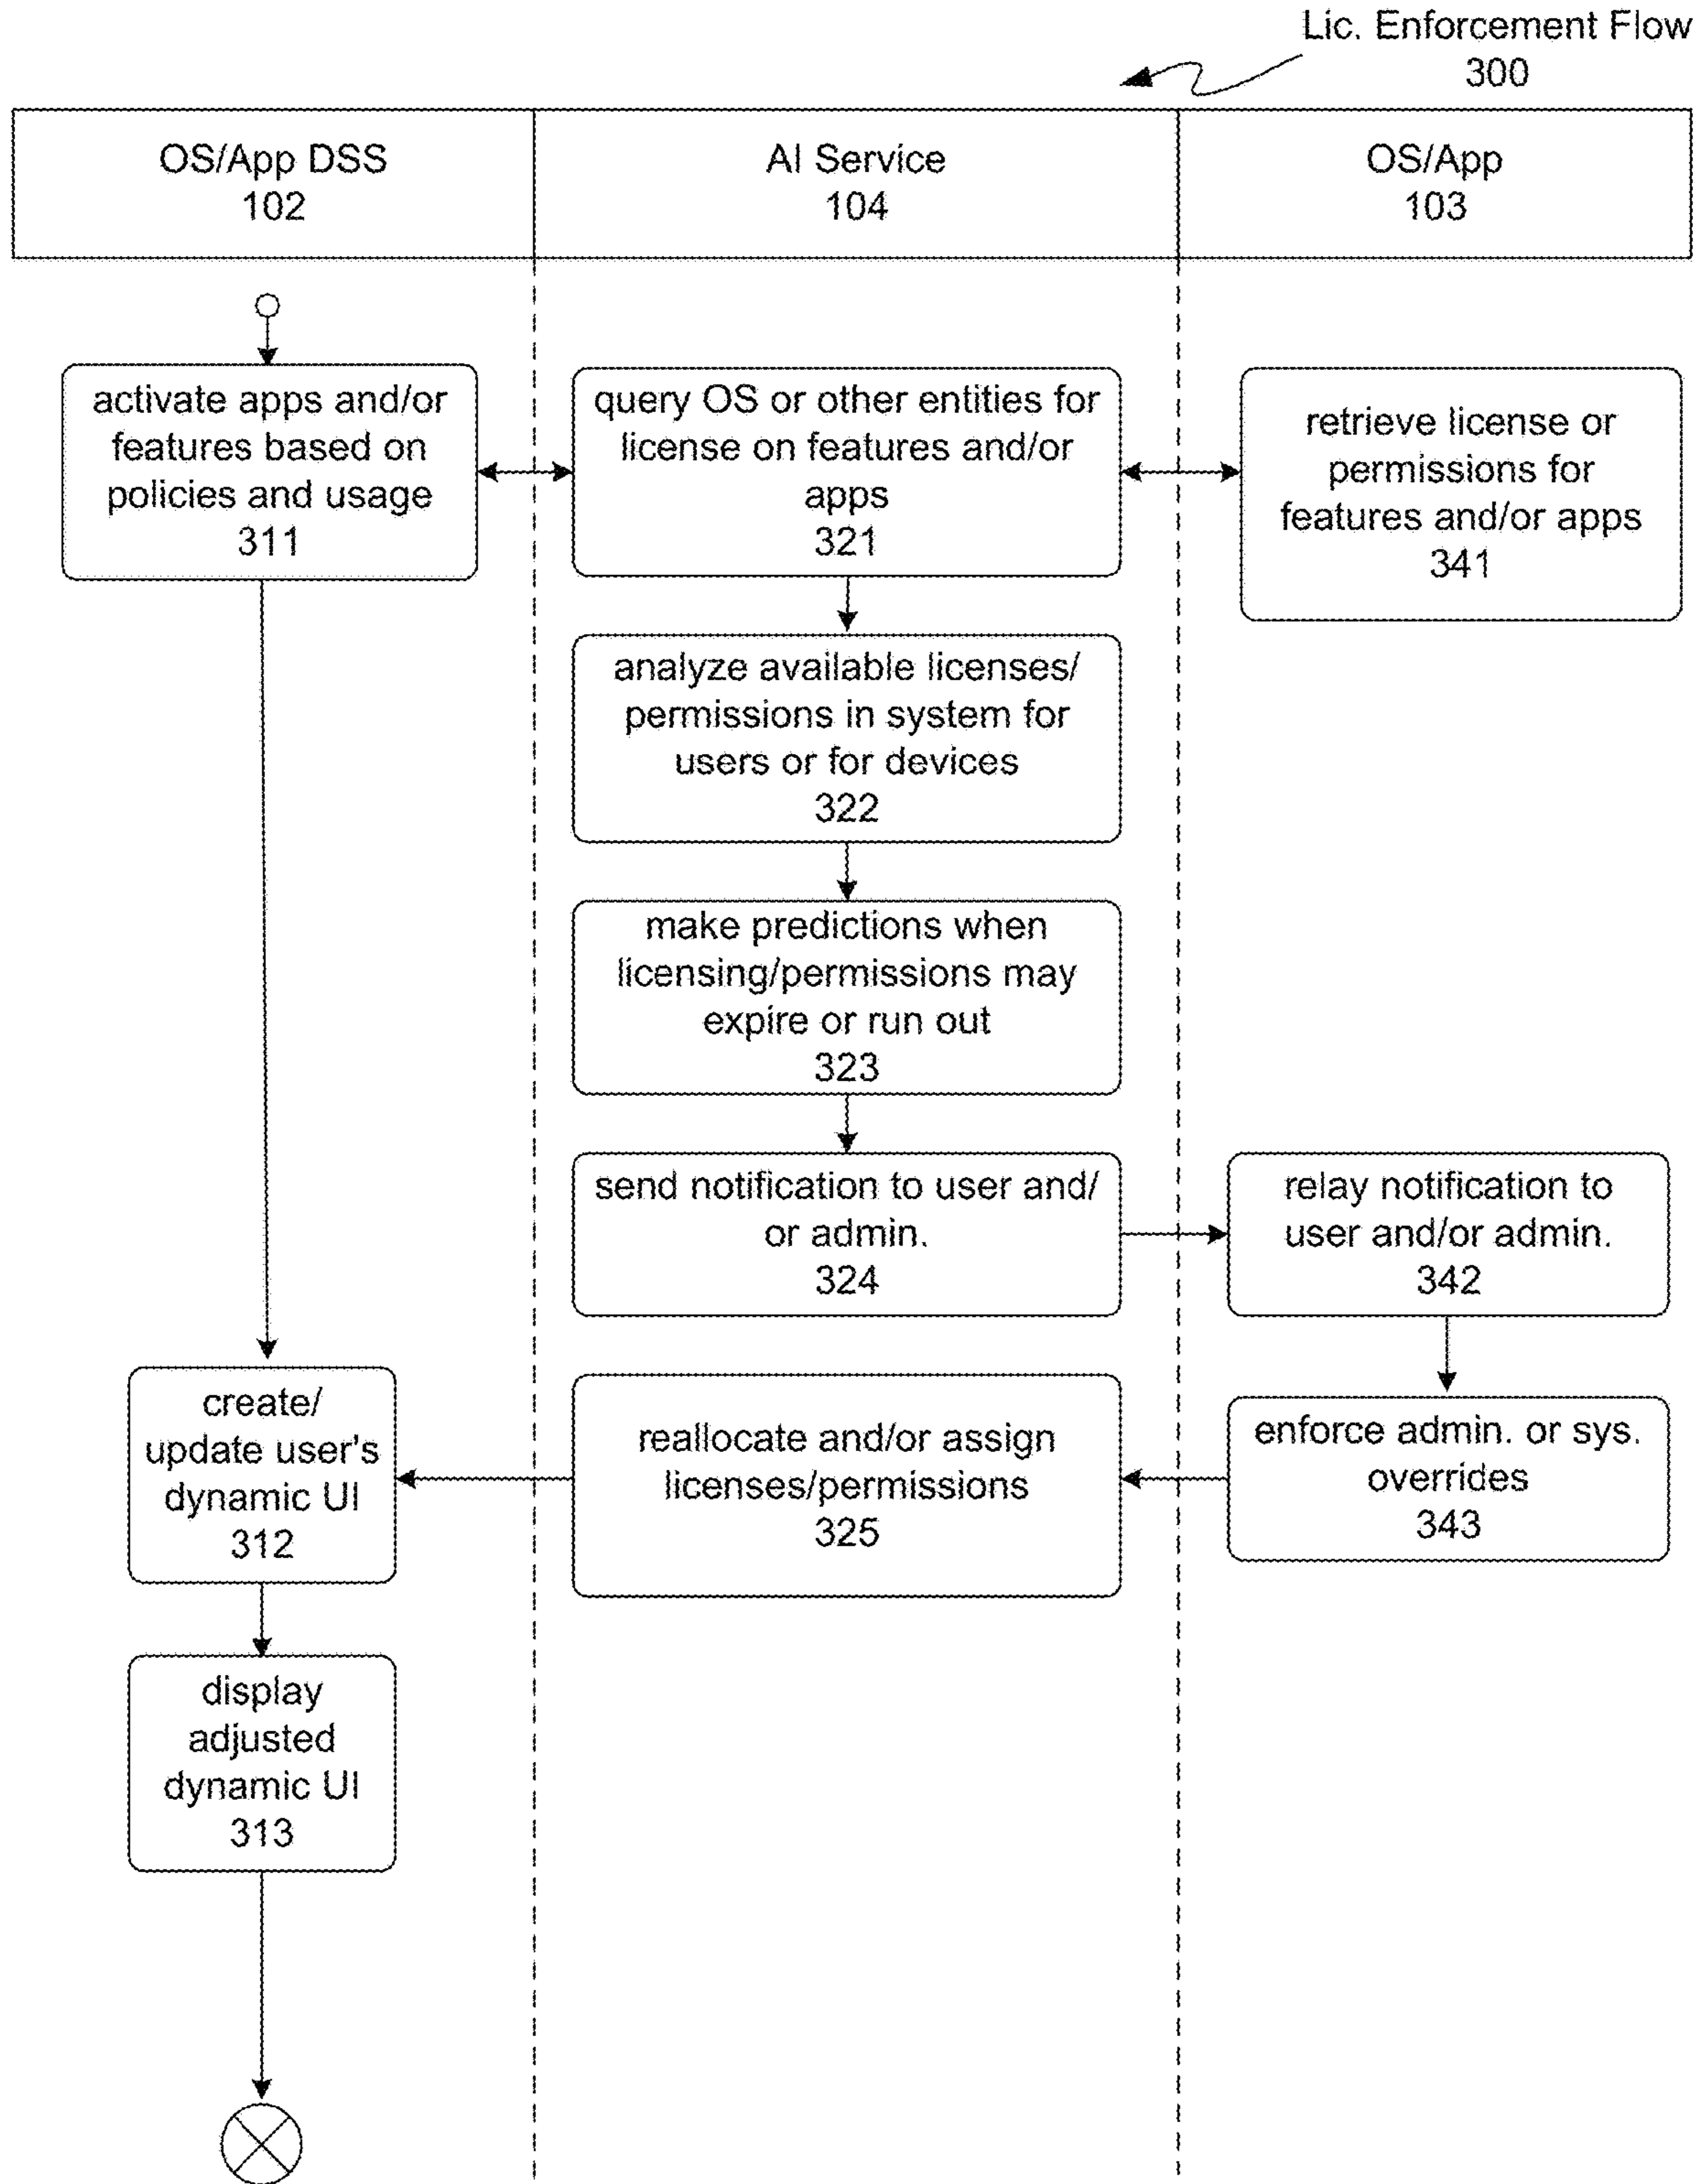 Lic. Enforcement Flow
300
OS/App DSS
102
AI Service
104
OS/App
103
activate apps and/or
features based on
policies and usage
311
query OS or other entities for
license on features and/or
apps
321
retrieve license or
permissions for
features and/or apps
341
analyze available licenses/
permissions in system for
users or for devices
322
make predictions when
licensing/permissions may
expire or run out
323
send notification to user and/
or admin.
324
relay notification to
user and/or admin.
342
create/
update user's
dynamic UI
312
reallocate and/or assign
licenses/permissions
325
enforce admin. or sys.
overrides
343
display
adjusted
dynamic UI
313